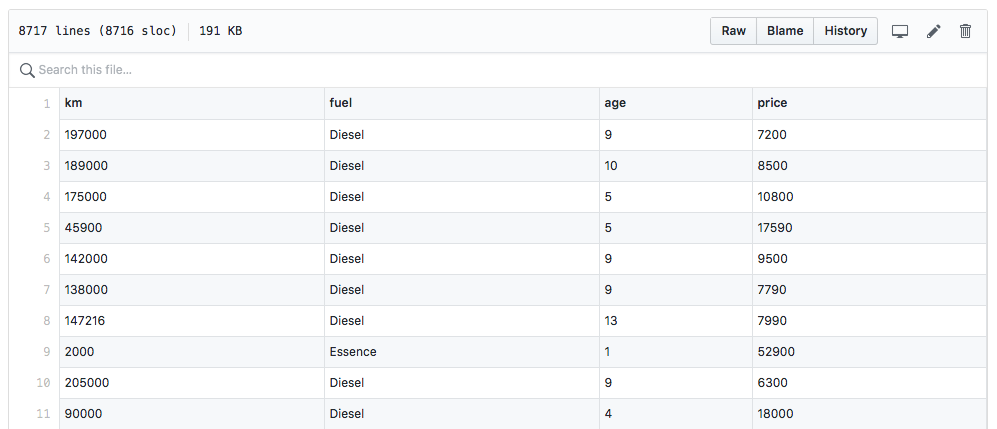 8717 lines (8716 sloc) 191 KB Raw Blame History
Search this file...
1 km fuel age price
2 197000 Diesel 9 7200
3 189000 Diesel 10 8500
4 175000 Diesel 5 10800
5 45900 Diesel 5 17590
6 142000 Diesel 9 9500
7 138000 Diesel 9 7790
8 147216 Diesel 13 7990
9 2000 Essence 1 52900
10 205000 Diesel 9 6300
11 90000 Diesel 4 18000